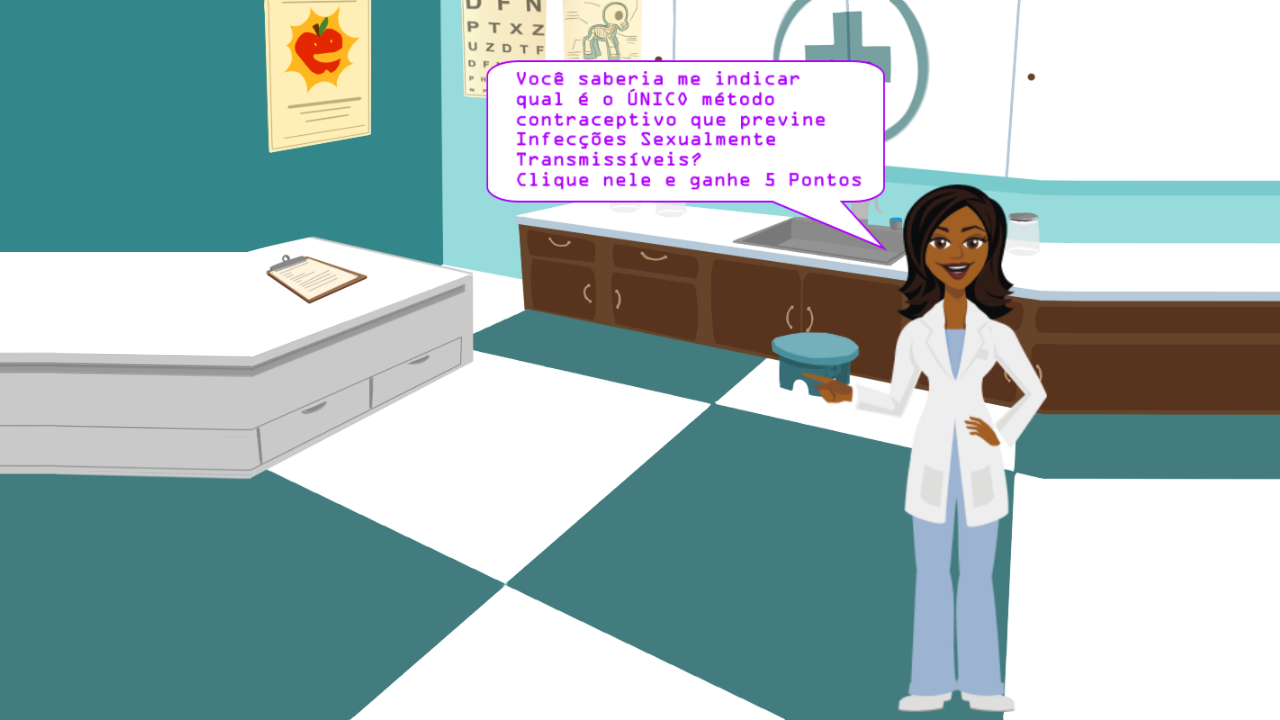 D F N
P T X Z
U Z D T F
D F
P H
Você saberia me indicar
qual é o ÚNICO método
contraceptivo que previne
Infecções Sexualmente
Transmissíveis?
Clique nele e ganhe 5 Pontos